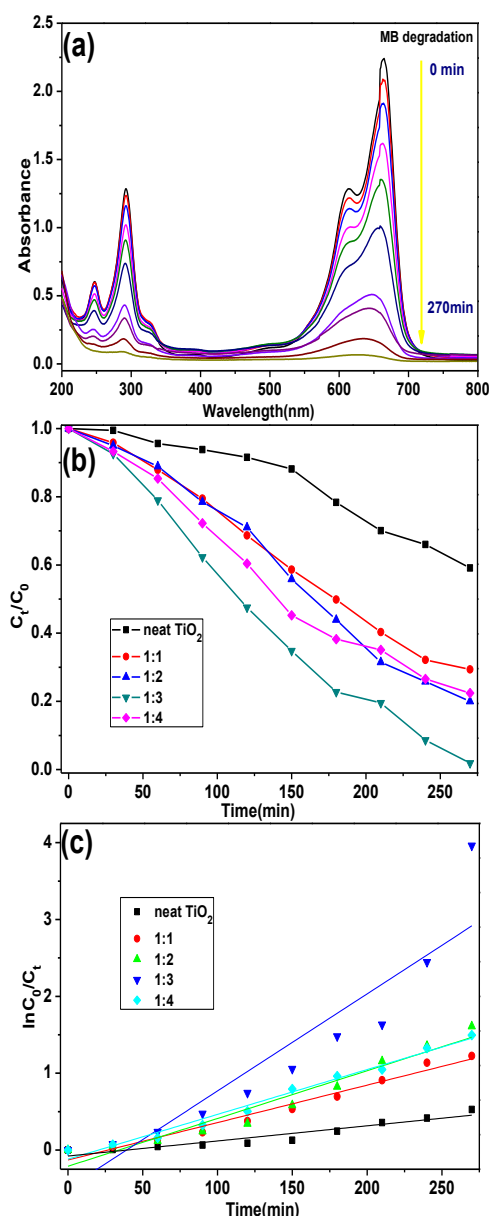 (a)
MB degradation
0 min
270min
Absorbance
2.5
2.0
1.5
1.0
0.5
0.0
200 300 400 500 600 700 800
Wavelength(nm)
(b)
Ct/C0
1.0
0.8
0.6
0.4
0.2
0.0
neat TiO2
1:1
1:2
1:3
1:4
0 50 100 150 200 250
Time(min)
(c)
lnC0/Ct
4
3
2
1
0
neat TiO2
1:1
1:2
1:3
1:4
0 50 100 150 200 250
Time(min)